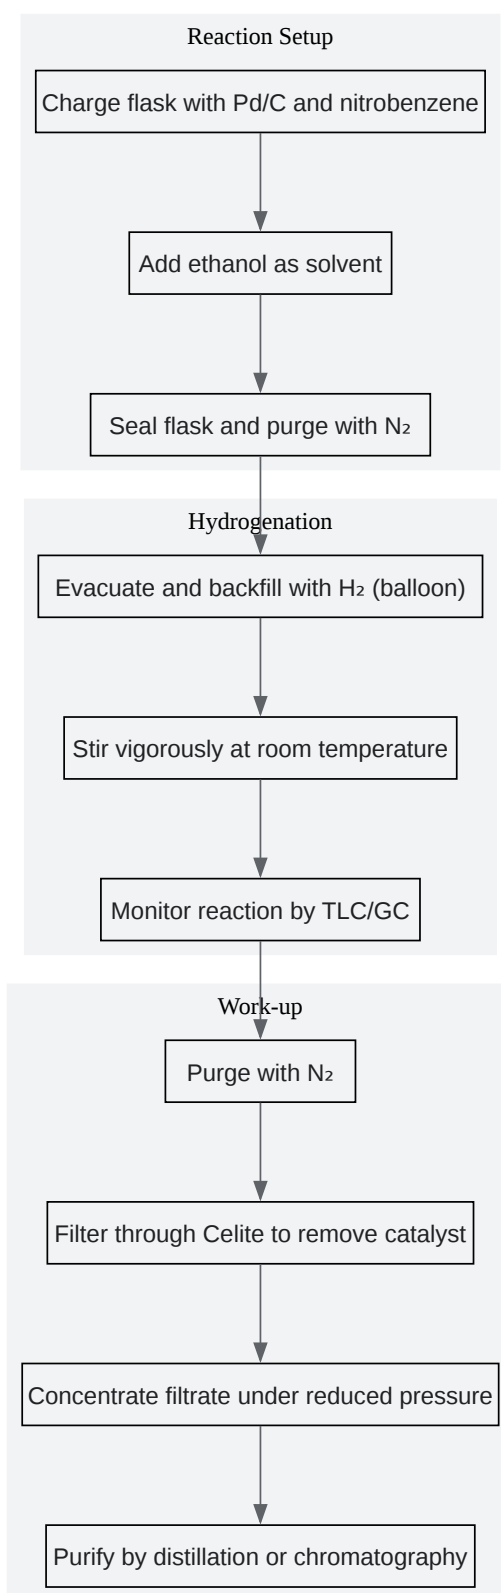 Reaction Setup
Charge flask with Pd/C and nitrobenzene
Add ethanol as solvent
Seal flask and purge with N₂
Hydrogenation
Evacuate and backfill with H₂ (balloon)
Stir vigorously at room temperature
Monitor reaction by TLC/GC
Work-up
Purge with N₂
Filter through Celite to remove catalyst
Concentrate filtrate under reduced pressure
Purify by distillation or chromatography